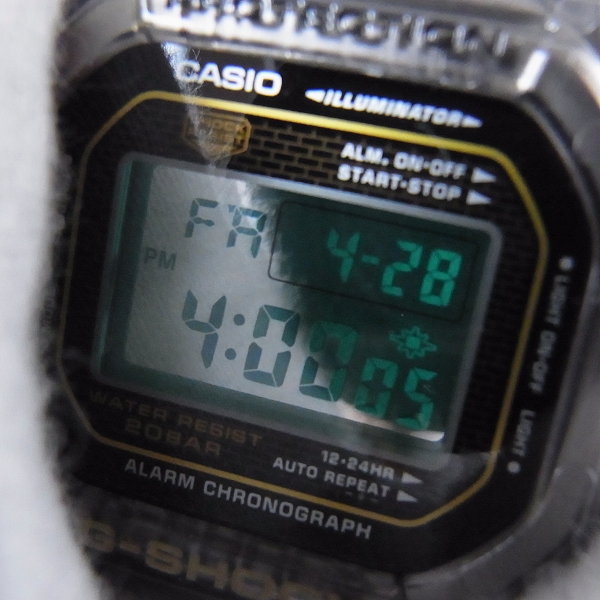 PROTECTION
CASIO ILLUMINATOR
ALM. ON-OFF
START-STOP
FR 4-28
PM
4:00 05
LIGHT ON-OFF LIGHT
WATER RESIST
20BAR
12·24HR
AUTO REPEAT
ALARM CHRONOGRAPH
G-SHOCK